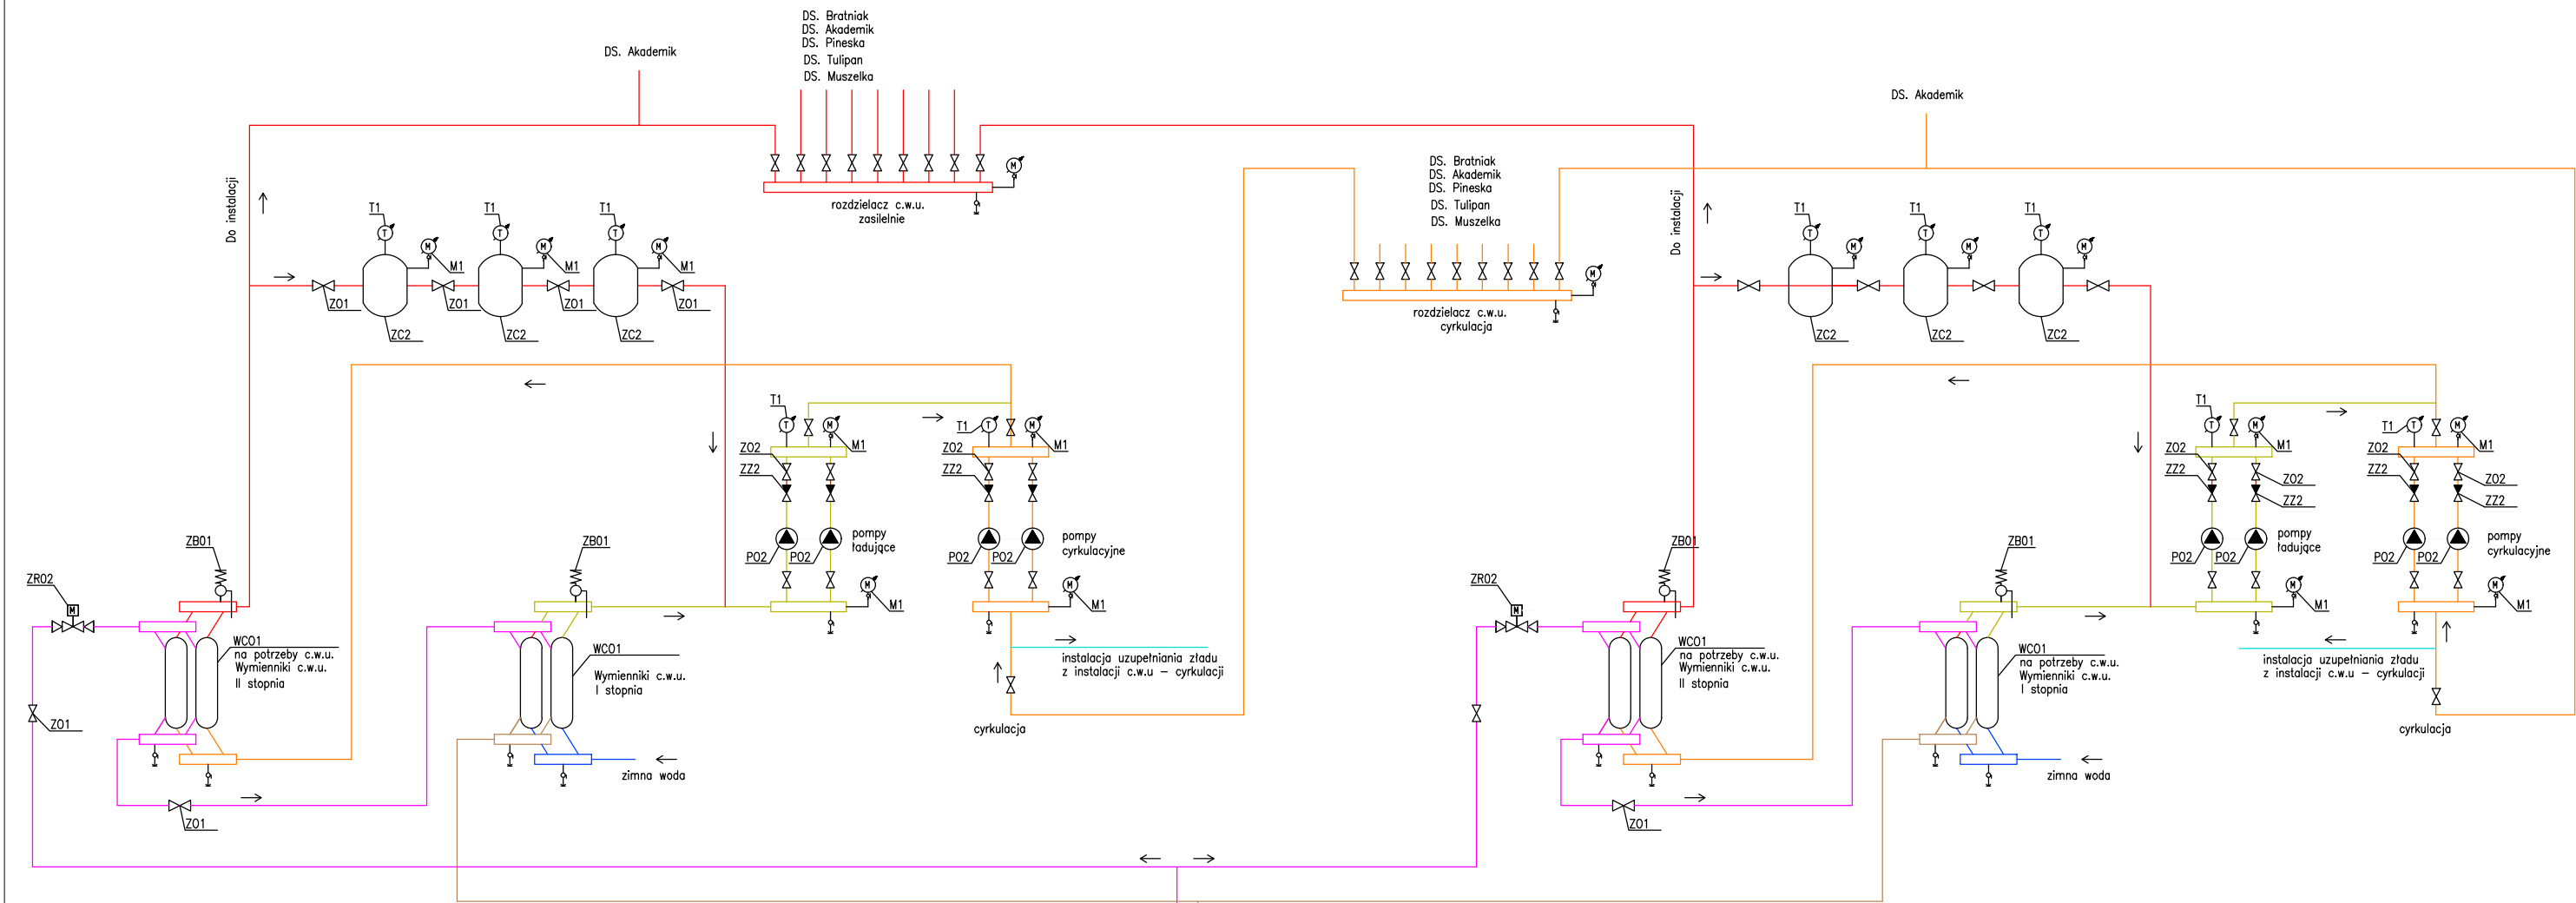 DS. Bratniak
DS. Akademik
DS. Pineska
DS. Tulipan
DS. Muszelka
DS. Akademik
DS. Akademik
DS. Bratniak
DS. Akademik
DS. Pineska
DS. Tulipan
DS. Muszelka
M
rozdzielacz c.w.u.
zasilelnie
M
rozdzielacz c.w.u.
cyrkulacja
Do instalacji
T1
T1
T1
T
T
T
M
M
M
M1
M1
M1
ZO1
ZO1
ZO1
ZO1
ZC2
ZC2
ZC2
Do instalacji
T1
T1
T1
T
T
T
M
M
M
ZC2
ZC2
ZC2
T1
T
M
M1
ZO2
ZZ2
PO2
PO2
pompy
ładujące
M
M1
T1
T
M
M1
ZO2
ZZ2
PO2
PO2
pompy
cyrkulacyjne
M
M1
instalacja uzupełniania zładu
z instalacji c.w.u – cyrkulacji
cyrkulacja
ZRO2
M
ZBO1
WCO1
na potrzeby c.w.u.
Wymienniki c.w.u.
II stopnia
ZO1
ZO1
ZBO1
WCO1
Wymienniki c.w.u.
I stopnia
zimna woda
T1
T
M
M1
ZO2
ZZ2
ZO2
ZZ2
PO2
PO2
pompy
ładujące
M
M1
T1
T
M
M1
ZO2
ZZ2
ZO2
ZZ2
PO2
PO2
pompy
cyrkulacyjne
M
M1
instalacja uzupełniania zładu
z instalacji c.w.u – cyrkulacji
cyrkulacja
ZRO2
M
ZBO1
WCO1
na potrzeby c.w.u.
Wymienniki c.w.u.
II stopnia
ZO1
ZBO1
WCO1
na potrzeby c.w.u.
Wymienniki c.w.u.
I stopnia
zimna woda